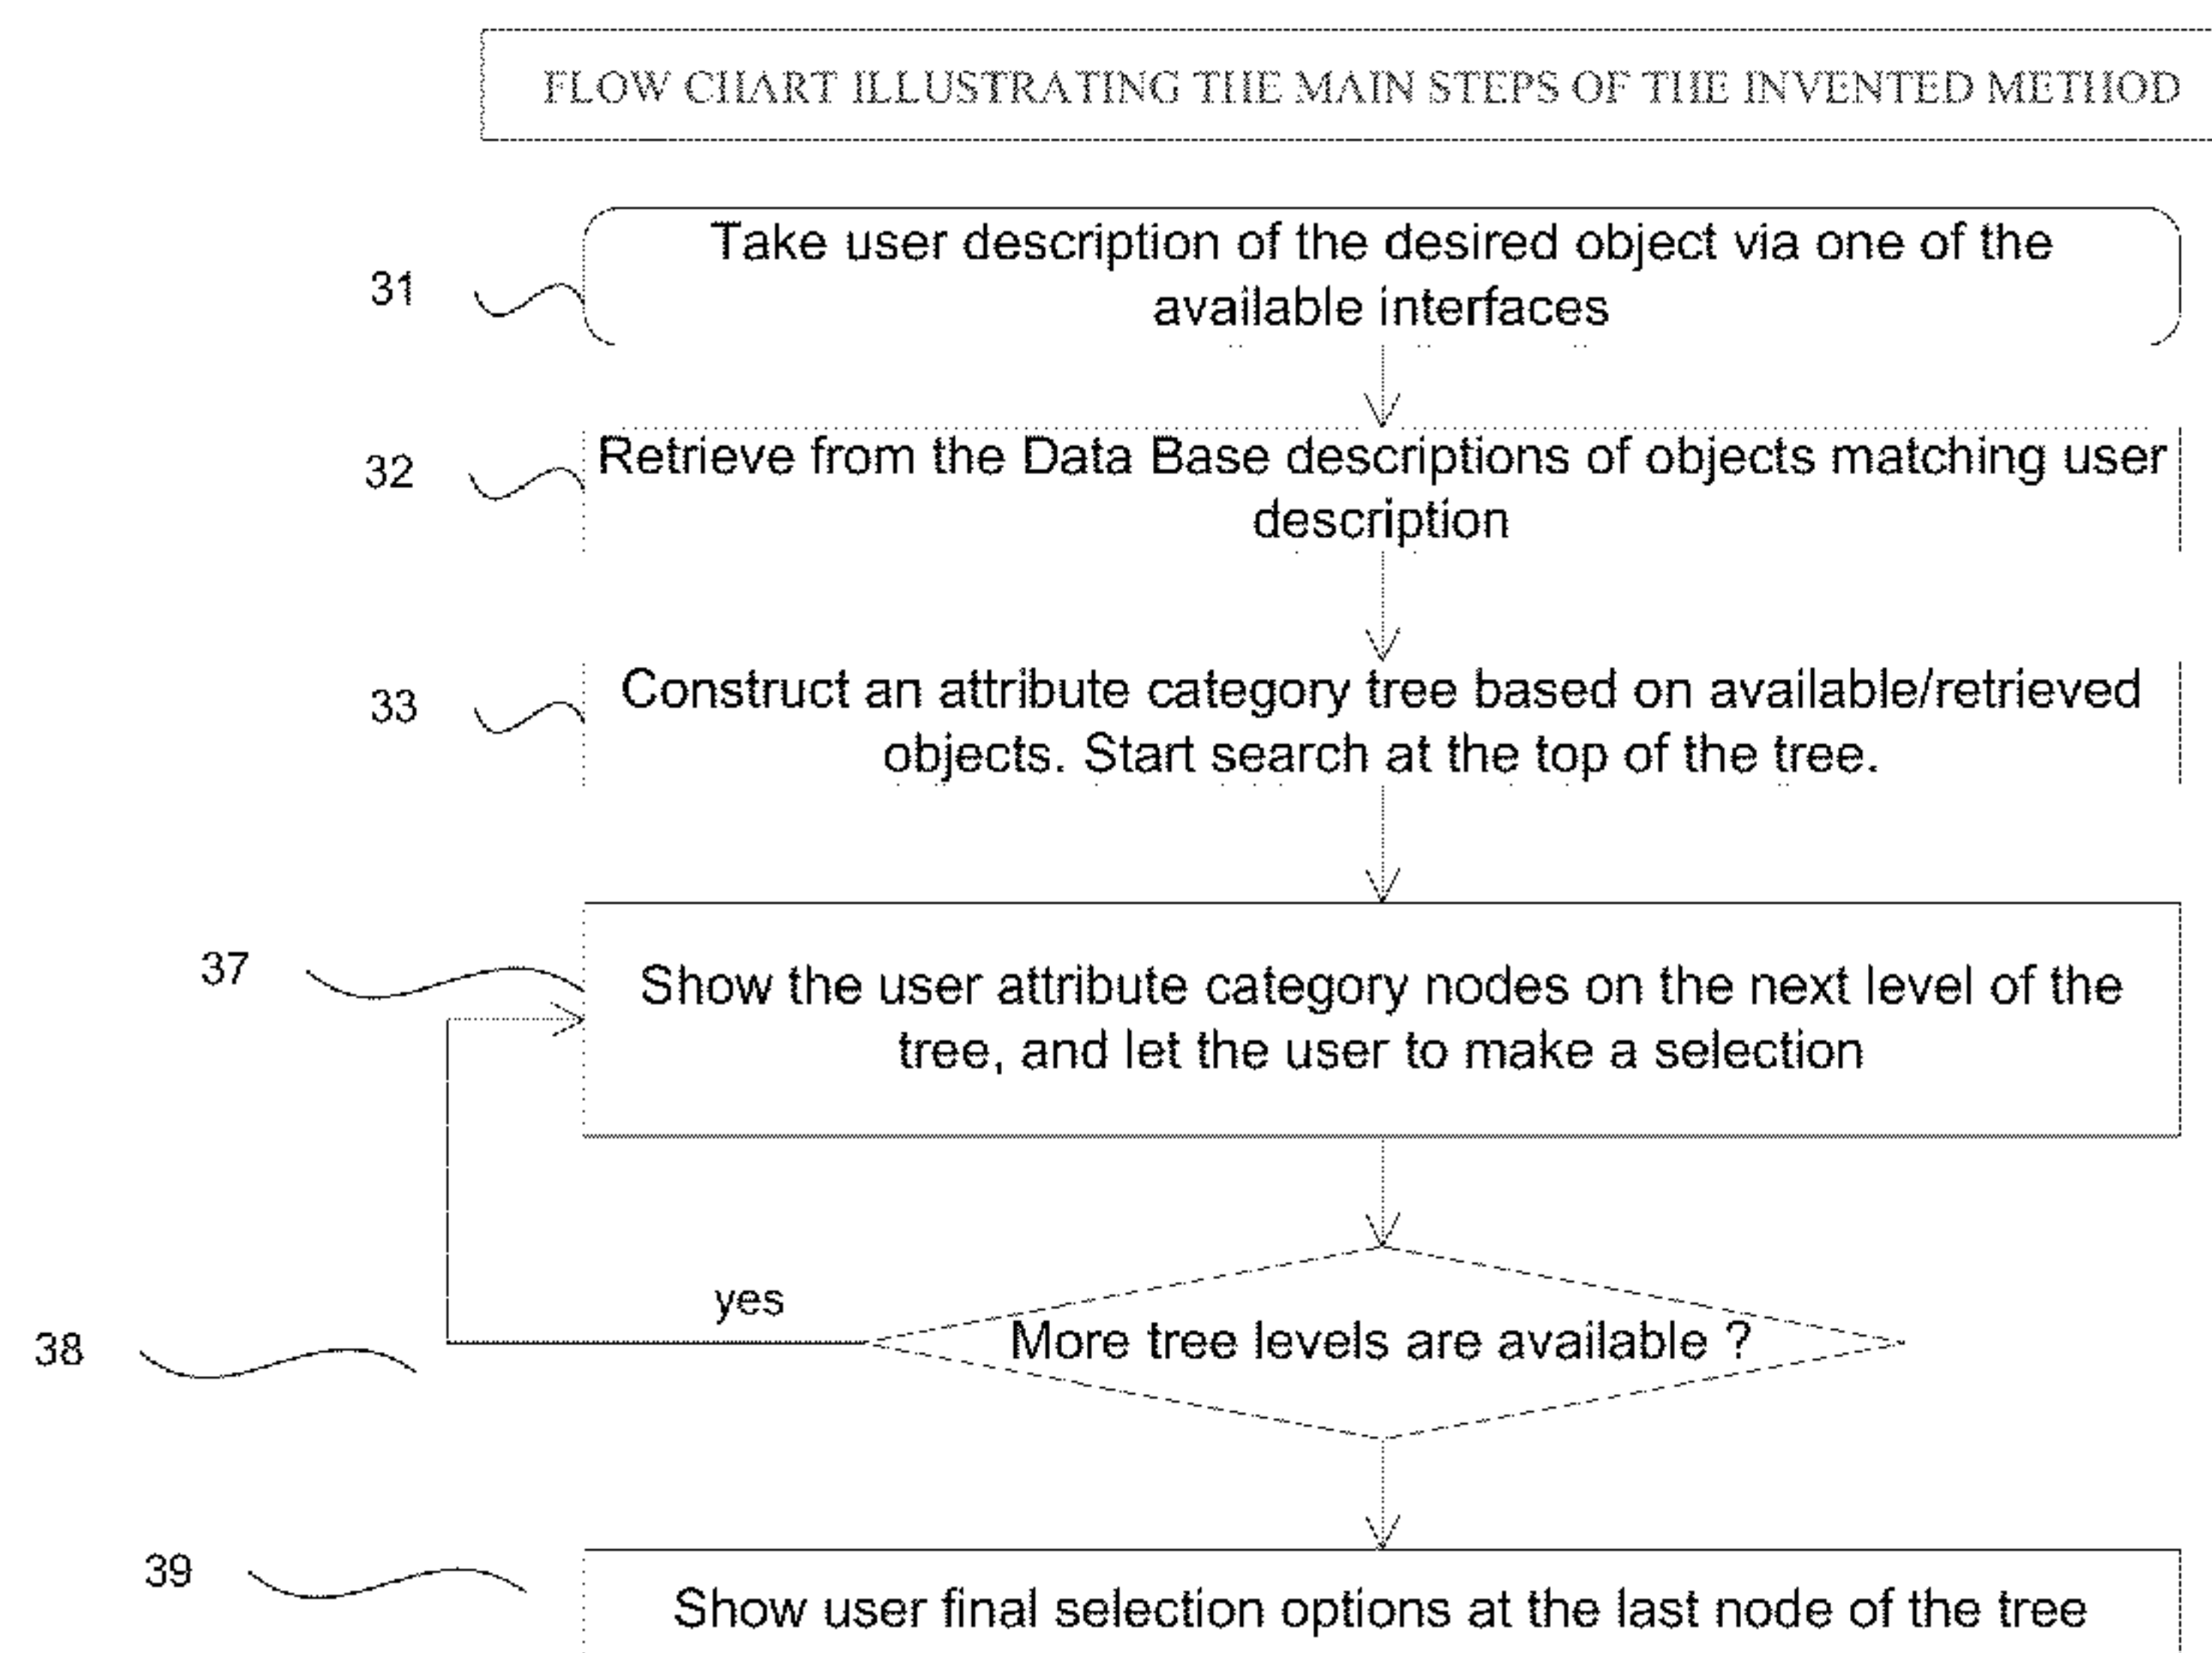 FLOW CHART ILLUSTRATING THE MAIN STEPS OF THE INVENTED METHOD
Take user description of the desired object via one of the
available interfaces
31
Retrieve from the Data Base descriptions of objects matching user
description
32
Construct an attribute category tree based on available/retrieved
objects. Start search at the top of the tree.
33
37
Show the user attribute category nodes on the next level of the
tree, and let the user to make a selection
yes
More tree levels are available ?
38
39
Show user final selection options at the last node of the tree